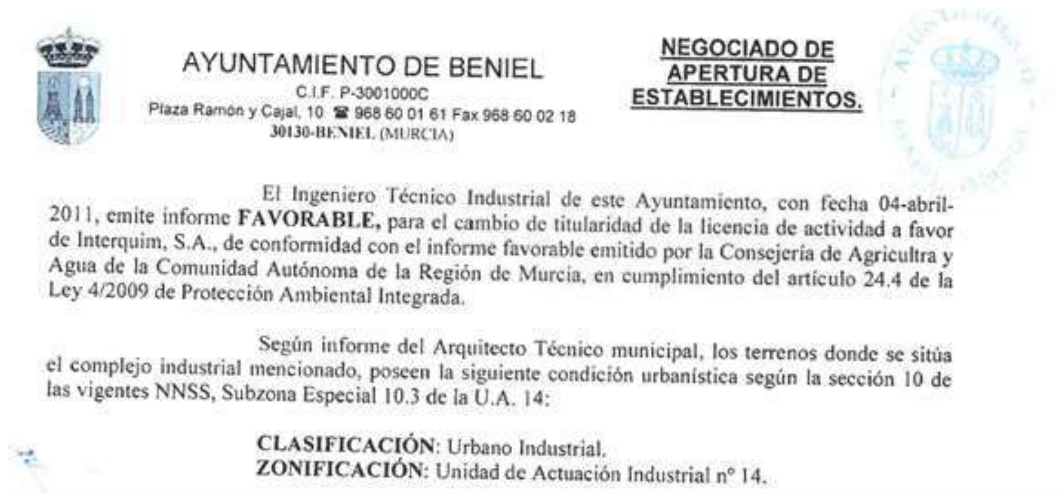 AYUNTAMIENTO DE BENIEL
C.I.F. P-3001000C
Plaza Ramón y Cajal, 10 ☎ 968 60 01 61 Fax 968 60 02 18
30130-BENIEL (MURCIA)
NEGOCIADO DE
APERTURA DE
ESTABLECIMIENTOS.
El Ingeniero Técnico Industrial de este Ayuntamiento, con fecha 04-abril-
2011, emite informe FAVORABLE, para el cambio de titularidad de la licencia de actividad a favor
de Interquim, S.A., de conformidad con el informe favorable emitido por la Consejería de Agricultra y
Agua de la Comunidad Autónoma de la Región de Murcia, en cumplimiento del artículo 24.4 de la
Ley 4/2009 de Protección Ambiental Integrada.
Según informe del Arquitecto Técnico municipal, los terrenos donde se sitúa
el complejo industrial mencionado, poseen la siguiente condición urbanística según la sección 10 de
las vigentes NNSS, Subzona Especial 10.3 de la U.A. 14:
CLASIFICACIÓN: Urbano Industrial.
ZONIFICACIÓN: Unidad de Actuación Industrial nº 14.